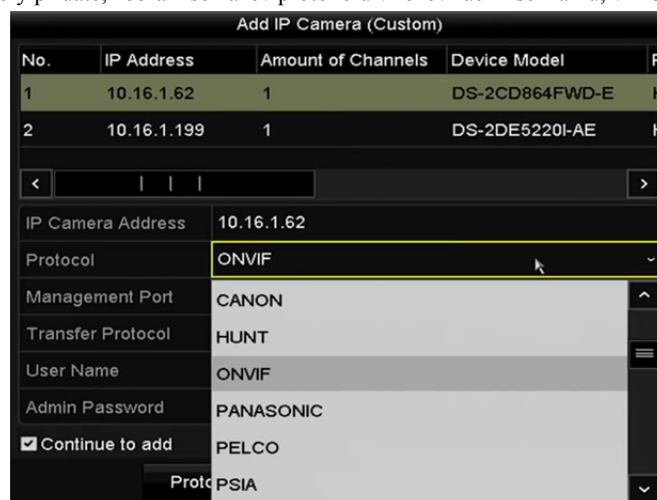 Add IP Camera (Custom)
No. IP Address Amount of Channels Device Model
1 10.16.1.62 1 DS-2CD864FWD-E
2 10.16.1.199 1 DS-2DE5220I-AE
IP Camera Address 10.16.1.62
Protocol ONVIF
Management Port CANON
Transfer Protocol HUNT
User Name ONVIF
Admin Password PANASONIC
Continue to add PELCO
PSIA